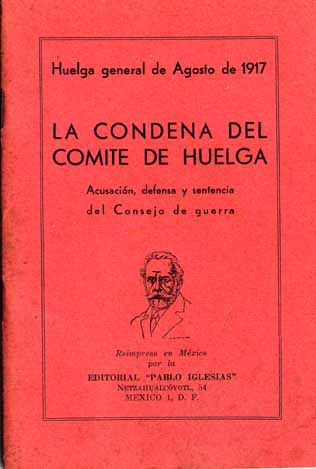 Huelga general de Agosto de 1917
LA CONDENA DEL
COMITE DE HUELGA
Acusación, defensa y sentencia
del Consejo de guerra
Reimpreso en México
por la
EDITORIAL "PABLO IGLESIAS"
NETZAHUALCÓYOTL, 54
MEXICO 1, D. F.